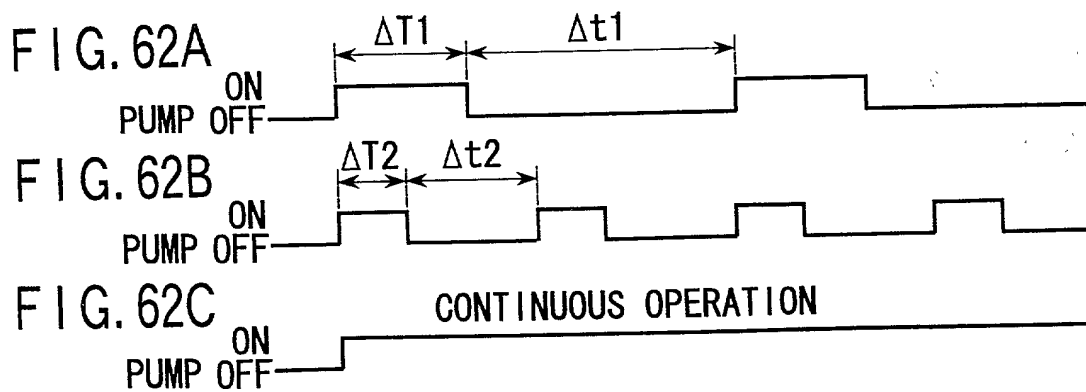 FIG. 62A
ΔT1 Δt1
ON
PUMP OFF
FIG. 62B
ΔT2 Δt2
ON
PUMP OFF
FIG. 62C
CONTINUOUS OPERATION
ON
PUMP OFF